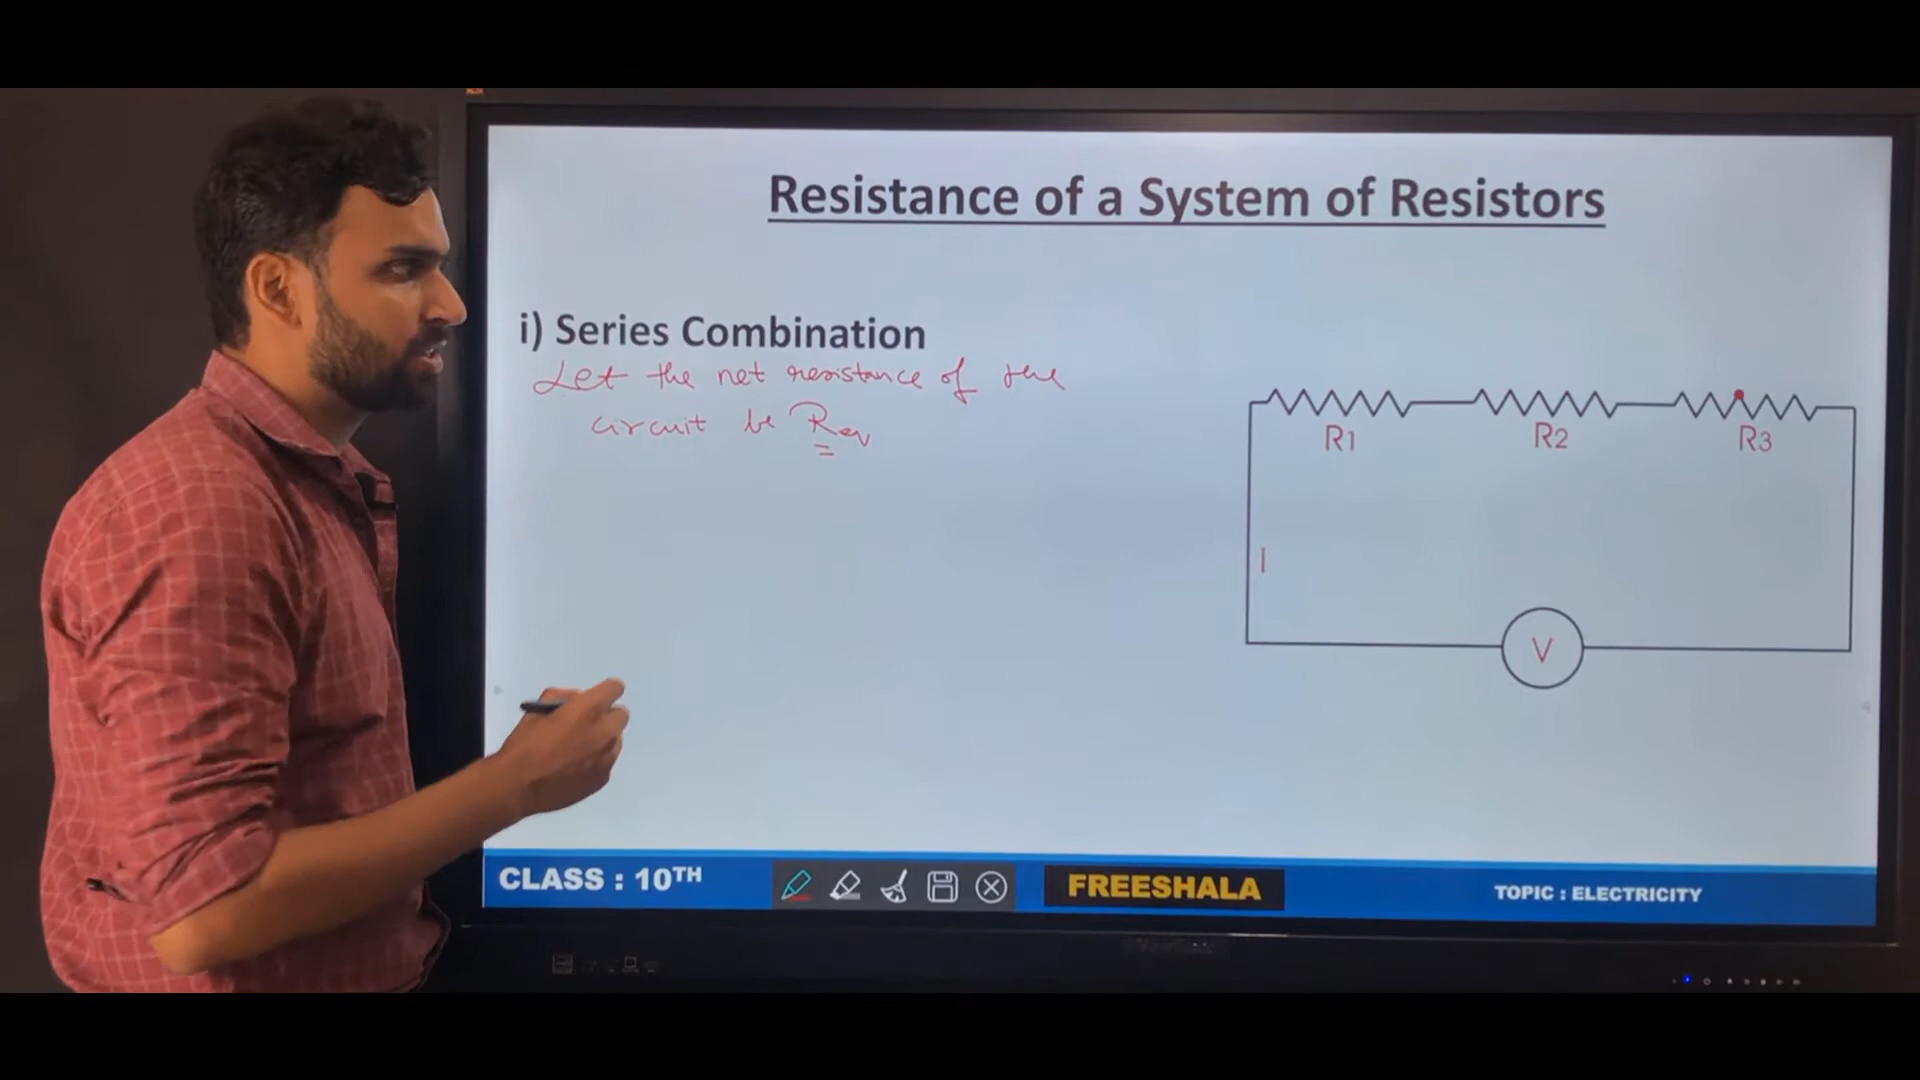 Resistance of a System of Resistors
i) Series Combination
Let the net resistance of the
circuit be Req
R1 R2 R3
I
V
CLASS : 10TH
FREESHALA
TOPIC : ELECTRICITY